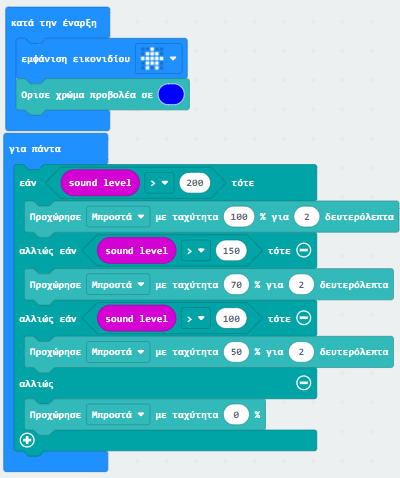 κατά την έναρξη
εμφάνιση εικονιδίου
Ορισε χρώμα προβολέα σε
για πάντα
εάν sound level > 200 τότε
Προχώρησε Μπροστά με ταχύτητα 100 % για 2 δευτερόλεπτα
αλλιώς εάν sound level > 150 τότε
Προχώρησε Μπροστά με ταχύτητα 70 % για 2 δευτερόλεπτα
αλλιώς εάν sound level > 100 τότε
Προχώρησε Μπροστά με ταχύτητα 50 % για 2 δευτερόλεπτα
αλλιώς
Προχώρησε Μπροστά με ταχύτητα 0 %